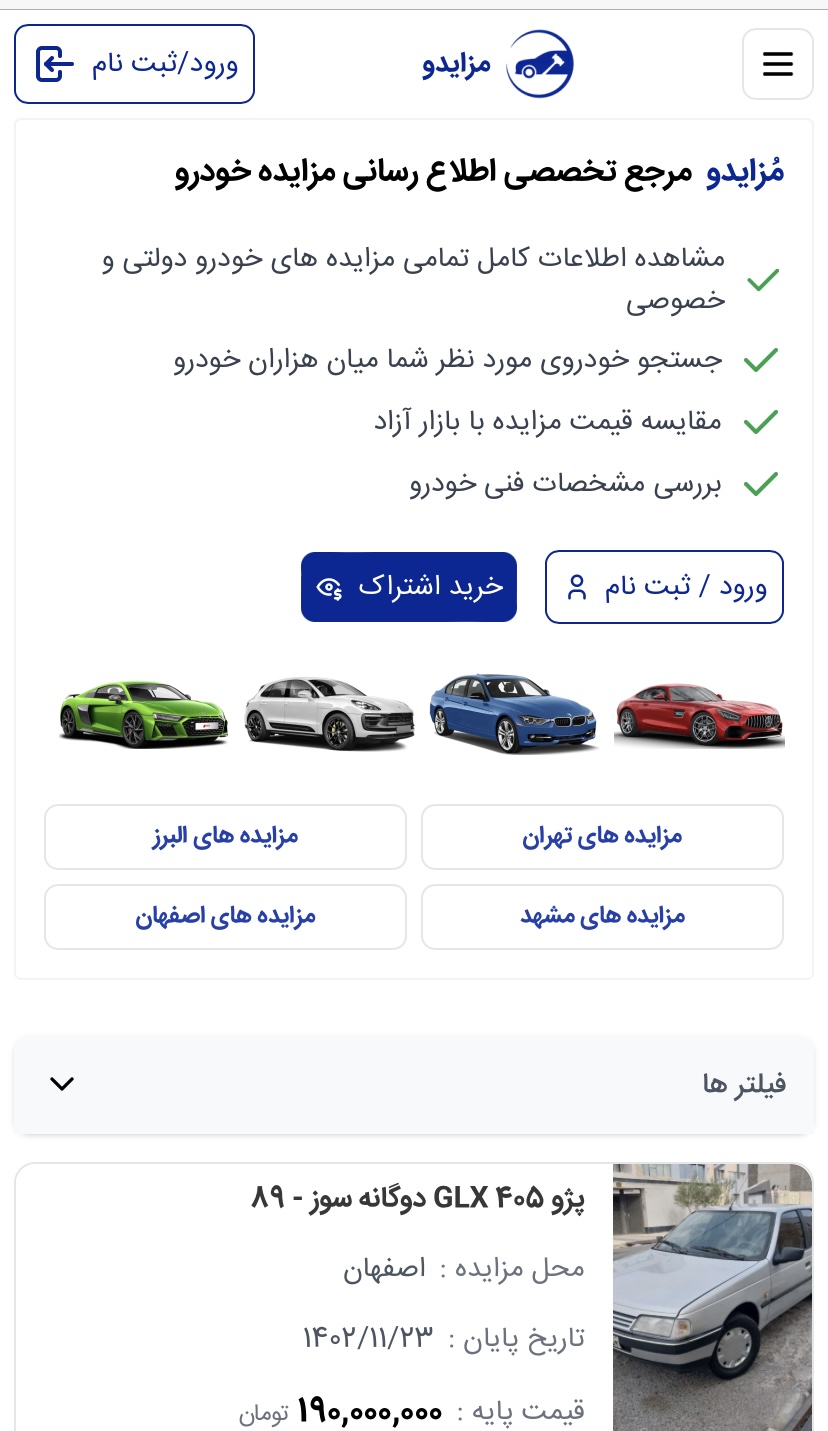 مزایدو
ورود/ثبت نام
مُزایدو مرجع تخصصی اطلاع رسانی مزایده خودرو
مشاهده اطلاعات کامل تمامی مزایده های خودرو دولتی و
خصوصی
جستجو خودروی مورد نظر شما میان هزاران خودرو
مقایسه قیمت مزایده با بازار آزاد
بررسی مشخصات فنی خودرو
ورود / ثبت نام
خرید اشتراک
مزایده های تهران
مزایده های البرز
مزایده های مشهد
مزایده های اصفهان
فیلتر ها
پژو ۴۰۵ GLX دوگانه سوز - ۸۹
محل مزایده : اصفهان
تاریخ پایان : ۱۴۰۲/۱۱/۲۳
قیمت پایه : ۱۹۰,۰۰۰,۰۰۰ تومان